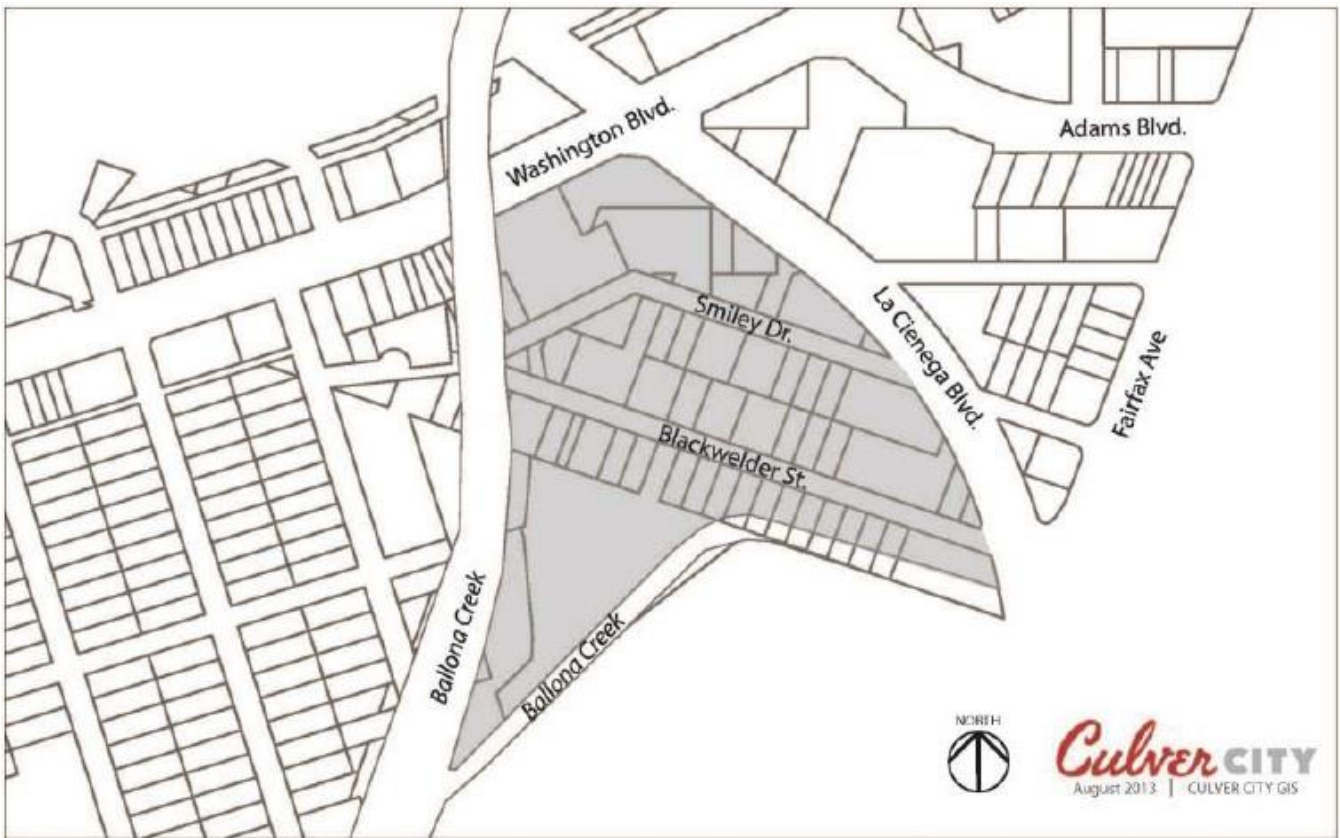 Washington Blvd.
Adams Blvd.
Smiley Dr.
La Cienega Blvd.
Fairfax Ave
Blackwelder St.
Ballona Creek
Ballona Creek
NORTH
Culver CITY
August 2013 | CULVER CITY GIS